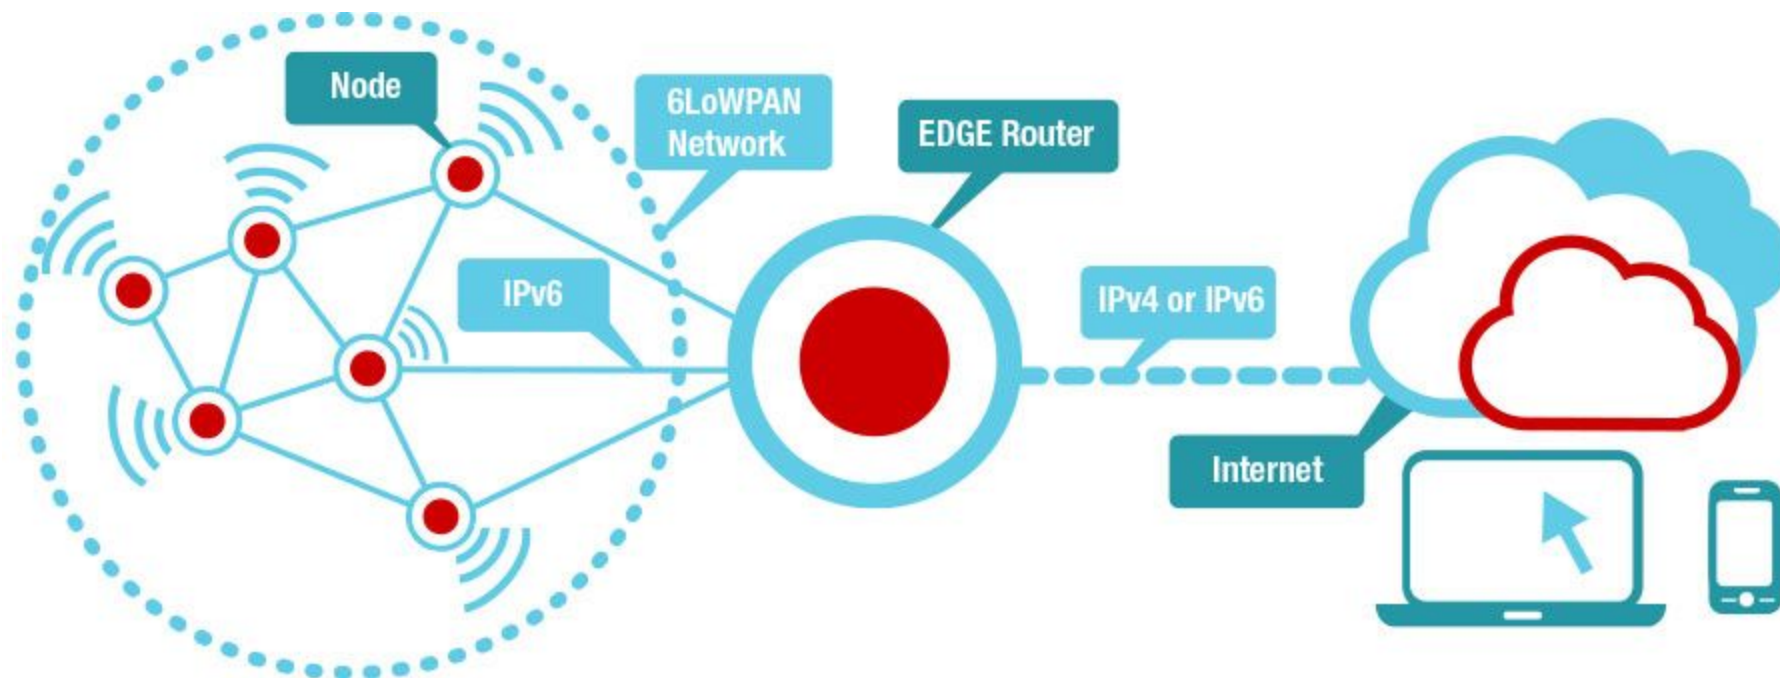 Node
6LoWPAN
Network
EDGE Router
IPv6
IPv4 or IPv6
Internet